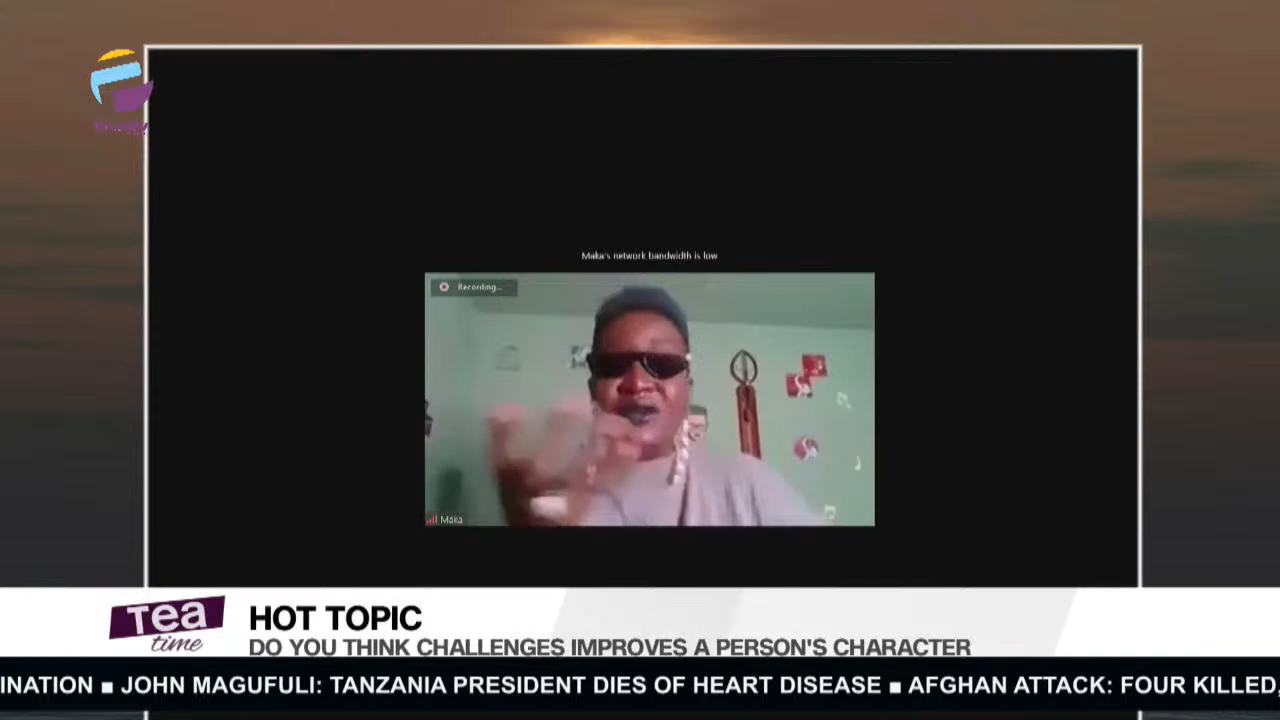 Maka's network bandwidth is low
Recording...
Maka
Tea
time
HOT TOPIC
DO YOU THINK CHALLENGES IMPROVES A PERSON'S CHARACTER
INATION ■ JOHN MAGUFULI: TANZANIA PRESIDENT DIES OF HEART DISEASE ■ AFGHAN ATTACK: FOUR KILLED,